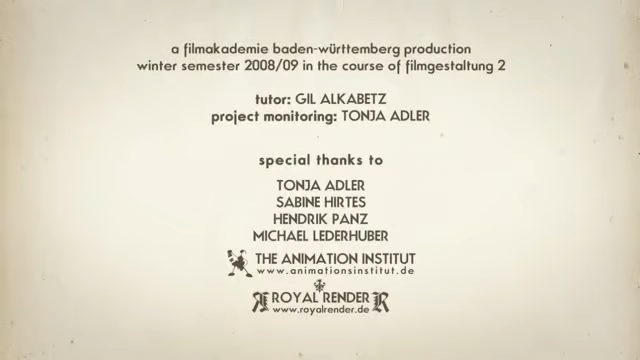 a filmakademie baden-württemberg production
winter semester 2008/09 in the course of filmgestaltung 2
tutor: GIL ALKABETZ
project monitoring: TONJA ADLER
special thanks to
TONJA ADLER
SABINE HIRTES
HENDRIK PANZ
MICHAEL LEDERHUBER
THE ANIMATION INSTITUT
www.animationsinstitut.de
R ROYAL RENDER R
www.royalrender.de